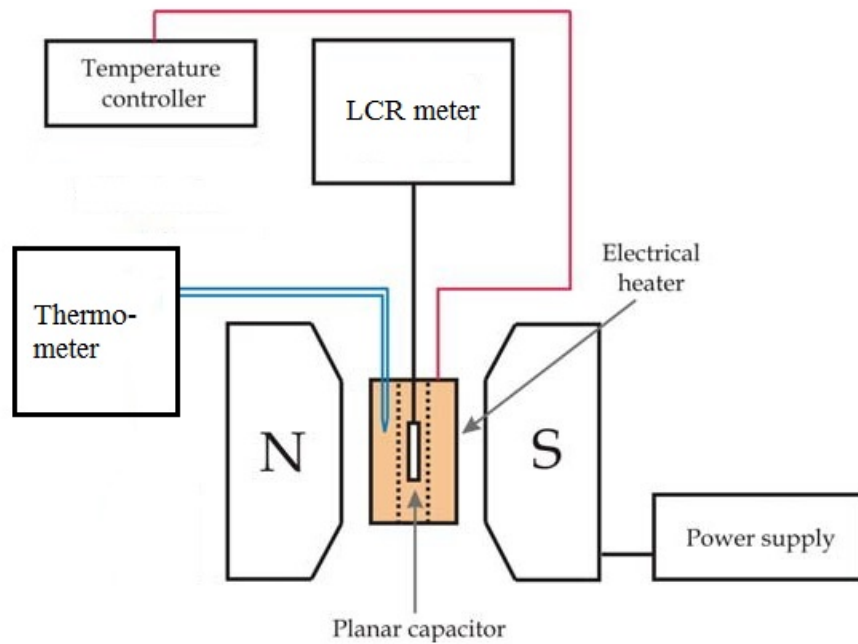 Temperature
controller
LCR meter
Electrical
heater
Thermo-
meter
N
S
Power supply
Planar capacitor